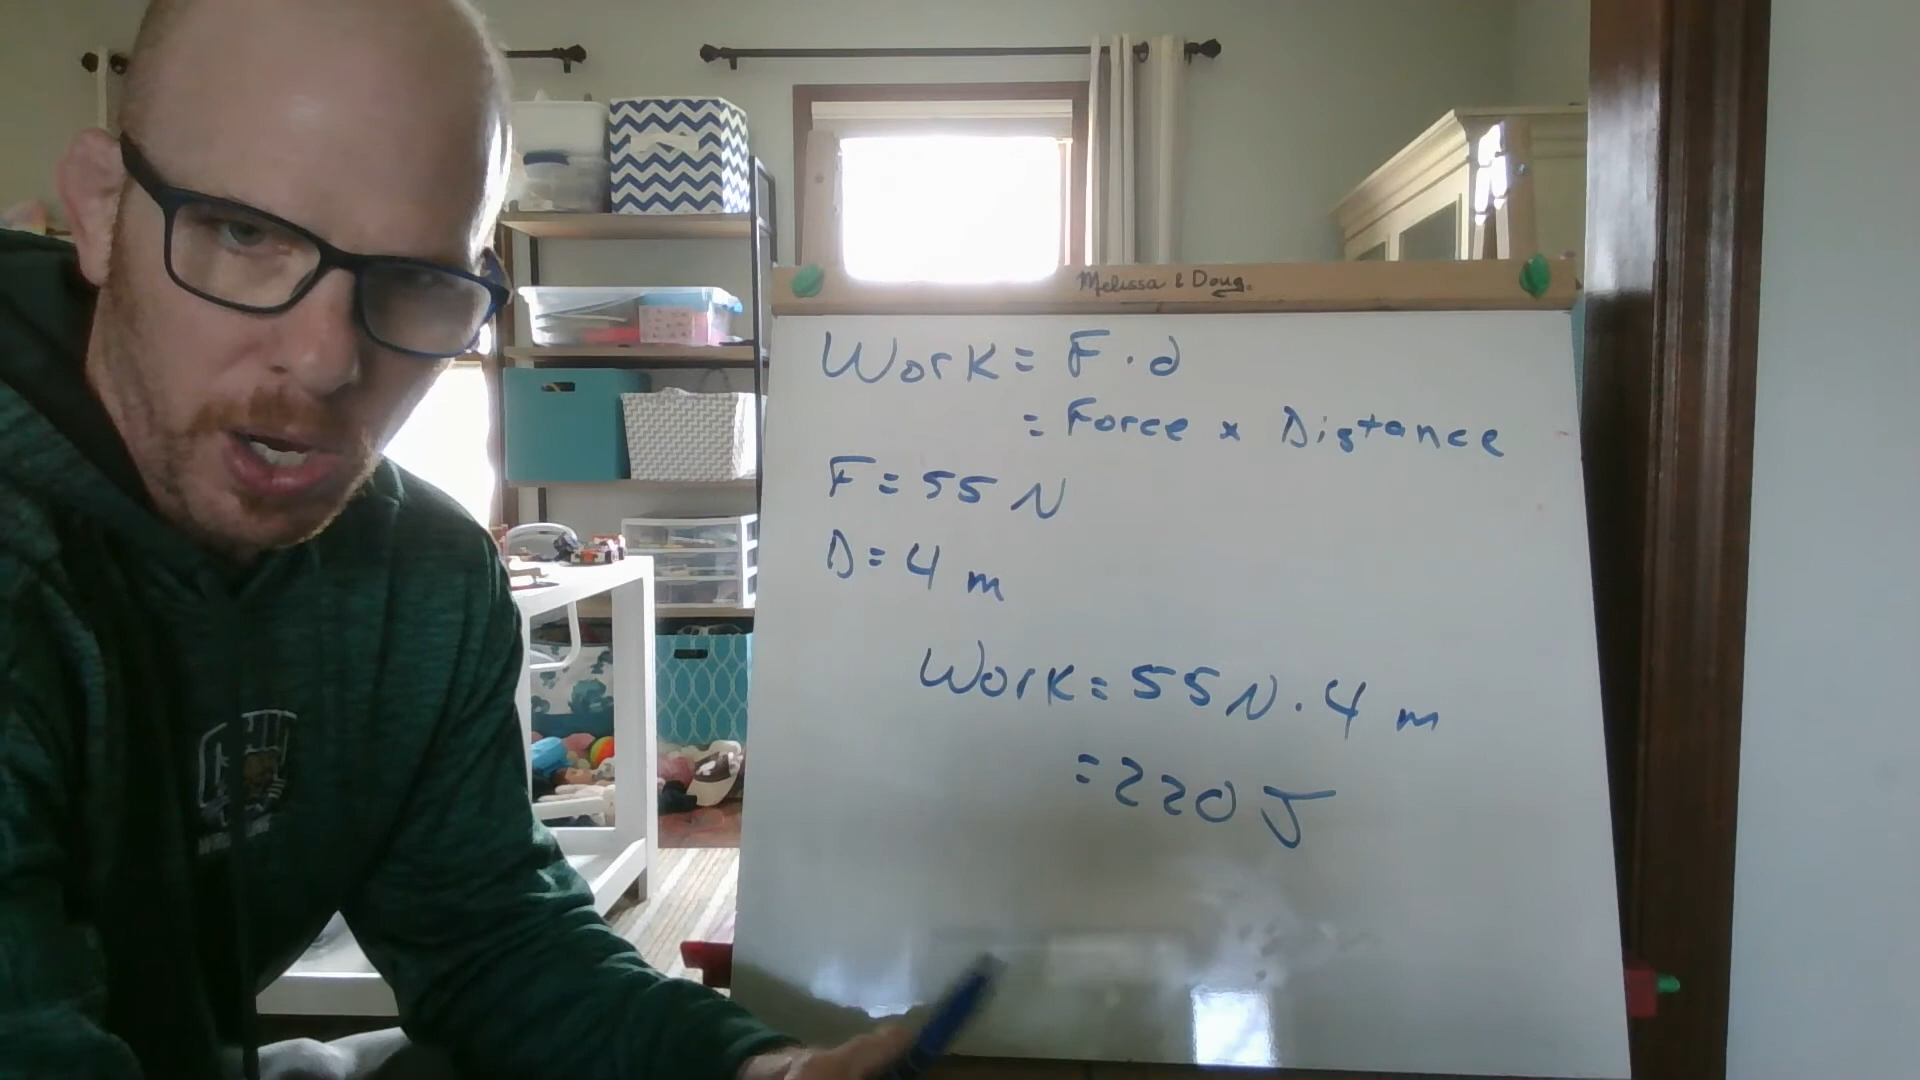 Melissa & Doug.
Work = F · d
= Force x Distance
F = 55 N
D = 4 m
Work = 55 N · 4 m
= 220 J